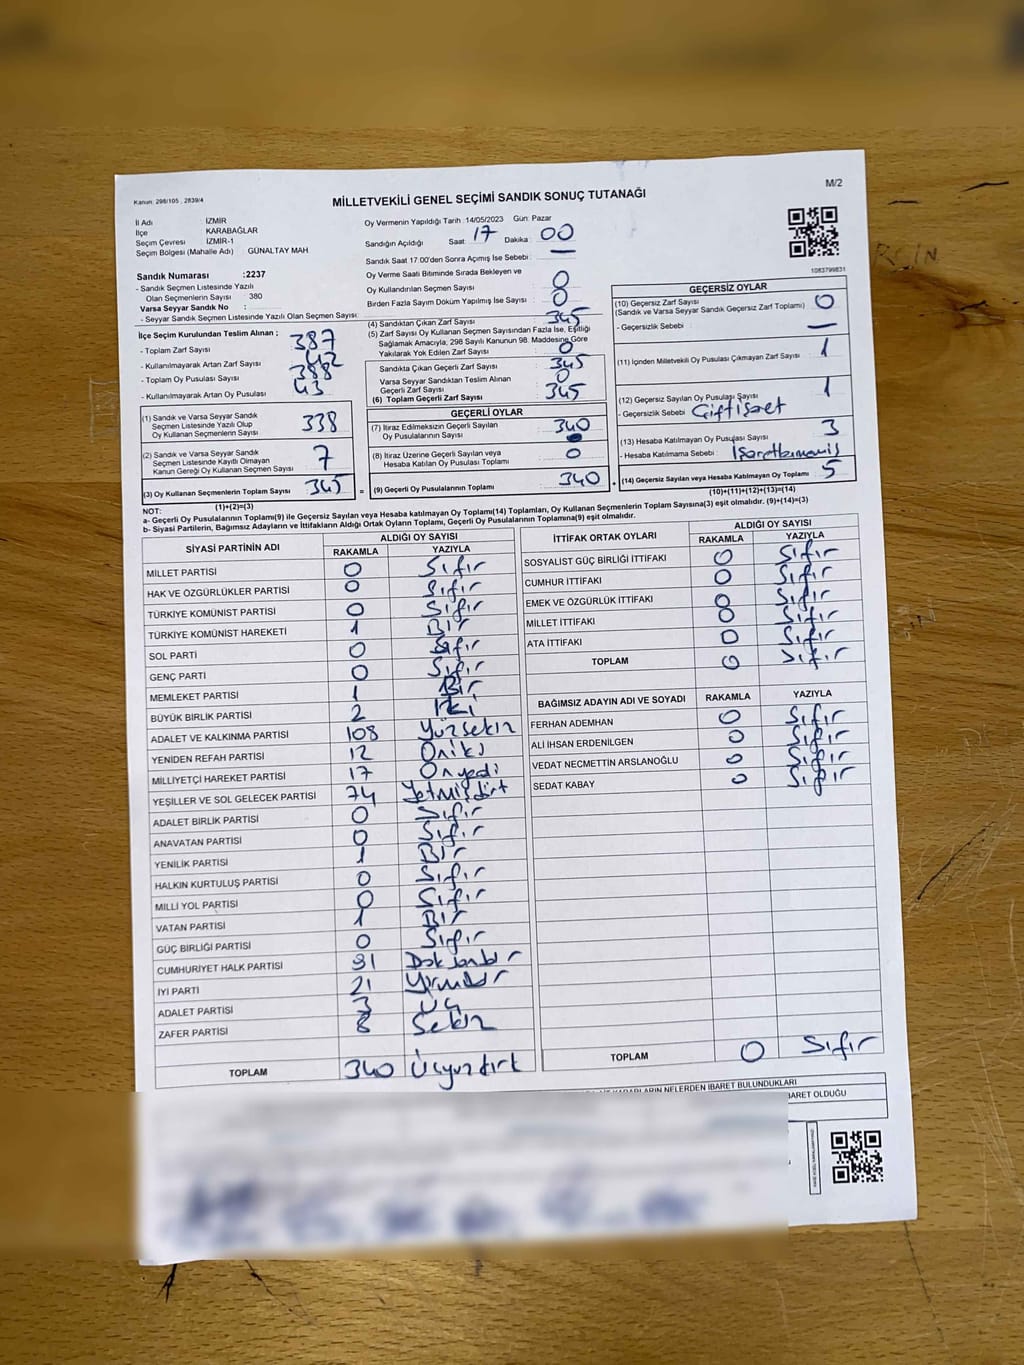 Kanun: 298/105 , 2839/4
M/2
MİLLETVEKİLİ GENEL SEÇİMİ SANDIK SONUÇ TUTANAĞI
İl Adı : İZMİR
İlçe : KARABAĞLAR
Seçim Çevresi : İZMİR-1
Seçim Bölgesi (Mahalle Adı) : GÜNALTAY MAH
Sandık Numarası :2237
- Sandık Seçmen Listesinde Yazılı
Olan Seçmenlerin Sayısı : 380
Varsa Seyyar Sandık No :
- Seyyar Sandık Seçmen Listesinde Yazılı Olan Seçmen Sayısı :
Oy Vermenin Yapıldığı Tarih :14/05/2023 Gün: Pazar
Sandığın Açıldığı Saat: 17 Dakika : 00
Sandık Saat 17.00'den Sonra Açımış İse Sebebi : —
Oy Verme Saati Bitiminde Sırada Bekleyen ve
Oy Kullandırılan Seçmen Sayısı : 0
Birden Fazla Sayım Döküm Yapılmış İse Sayısı : 0
1083799831
İlçe Seçim Kurulundan Teslim Alınan :
- Toplam Zarf Sayısı : 387
- Kullanılmayarak Artan Zarf Sayısı : 42
- Toplam Oy Pusulası Sayısı : 388
- Kullanılmayarak Artan Oy Pusulası : 43
(4) Sandıktan Çıkan Zarf Sayısı : 345
(5) Zarf Sayısı Oy Kullanan Seçmen Sayısından Fazla İse, Eşitliği
Sağlamak Amacıyla, 298 Sayılı Kanunun 98. Maddesine Göre
Yakılarak Yok Edilen Zarf Sayısı : 0
Sandıkta Çıkan Geçerli Zarf Sayısı : 345
Varsa Seyyar Sandıktan Teslim Alınan
Geçerli Zarf Sayısı : 0
(6) Toplam Geçerli Zarf Sayısı : 345
GEÇERSİZ OYLAR
(10) Geçersiz Zarf Sayısı : 0
(Sandık ve Varsa Seyyar Sandık Geçersiz Zarf Toplamı)
- Geçersizlik Sebebi : —
(11) İçinden Milletvekili Oy Pusulası Çıkmayan Zarf Sayısı : 1
(12) Geçersiz Sayılan Oy Pusulası Sayısı : 1
- Geçersizlik Sebebi : Çift İşaret
(13) Hesaba Katılmayan Oy Pusulası Sayısı : 3
- Hesaba Katılmama Sebebi :
(14) Geçersiz Sayılan veya Hesaba Katılmayan Oy Toplamı : 5
(10)+(11)+(12)+(13)=(14)
(1) Sandık ve Varsa Seyyar Sandık
Seçmen Listesinde Yazılı Olup
Oy Kullanan Seçmenlerin Sayısı 338
(2) Sandık ve Varsa Seyyar Sandık
Seçmen Listesinde Kayıtlı Olmayan
Kanun Gereği Oy Kullanan Seçmen Sayısı 7
(3) Oy Kullanan Seçmenlerin Toplam Sayısı 345
(1)+(2)=(3)
GEÇERLİ OYLAR
(7) İtiraz Edilmeksizin Geçerli Sayılan
Oy Pusulalarının Sayısı : 340
(8) İtiraz Üzerine Geçerli Sayılan veya
Hesaba Katılan Oy Pusulası Toplamı : 0
(9) Geçerli Oy Pusulalarının Toplamı : 340
NOT:
a- Geçerli Oy Pusulaları Toplamı(9) ile Geçersiz Sayılan veya Hesaba katılmayan Oy Toplamı(14) Toplamları, Oy Kullanan Seçmenlerin Toplam Sayısına(3) eşit olmalıdır. (9)+(14)=(3)
b- Siyasi Partilerin, Bağımsız Adayların ve İttifakların Aldığı Ortak Oyların Toplamı, Geçerli Oy Pusulalarının Toplamına(9) eşit olmalıdır.
SİYASİ PARTİNİN ADI ALDIĞI OY SAYISI
RAKAMLA YAZIYLA
MİLLET PARTİSİ 0 Sıfır
HAK VE ÖZGÜRLÜKLER PARTİSİ 0 Sıfır
TÜRKİYE KOMÜNİST PARTİSİ 0 Sıfır
TÜRKİYE KOMÜNİST HAREKETİ 1 Bir
SOL PARTİ 0 Sıfır
GENÇ PARTİ 0 Sıfır
MEMLEKET PARTİSİ 1 Bir
BÜYÜK BİRLİK PARTİSİ 2 İki
ADALET VE KALKINMA PARTİSİ 108 Yüzsekiz
YENİDEN REFAH PARTİSİ 12 Oniki
MİLLİYETÇİ HAREKET PARTİSİ 17 Onyedi
YEŞİLLER VE SOL GELECEK PARTİSİ 74 Yetmişdört
ADALET BİRLİK PARTİSİ 0 Sıfır
ANAVATAN PARTİSİ 0 Sıfır
YENİLİK PARTİSİ 1 Bir
HALKIN KURTULUŞ PARTİSİ 0 Sıfır
MİLLİ YOL PARTİSİ 0 Sıfır
VATAN PARTİSİ 1 Bir
GÜÇ BİRLİĞİ PARTİSİ 0 Sıfır
CUMHURİYET HALK PARTİSİ 91 Doksanbir
İYİ PARTİ 21 Yirmibir
ADALET PARTİSİ 3 Üç
ZAFER PARTİSİ 8 Sekiz
TOPLAM 340 Üçyüzkırk
İTTİFAK ORTAK OYLARI ALDIĞI OY SAYISI
RAKAMLA YAZIYLA
SOSYALİST GÜÇ BİRLİĞİ İTTİFAKI 0 Sıfır
CUMHUR İTTİFAKI 0 Sıfır
EMEK VE ÖZGÜRLÜK İTTİFAKI 0 Sıfır
MİLLET İTTİFAKI 0 Sıfır
ATA İTTİFAKI 0 Sıfır
TOPLAM 0 Sıfır
BAĞIMSIZ ADAYIN ADI VE SOYADI RAKAMLA YAZIYLA
FERHAN ADEMHAN 0 Sıfır
ALİ İHSAN ERDENİLGEN 0 Sıfır
VEDAT NECMETTİN ARSLANOĞLU 0 Sıfır
SEDAT KABAY 0 Sıfır
TOPLAM 0 Sıfır
NELERDEN İBARET BULUNDUKLARI
OLDUĞU